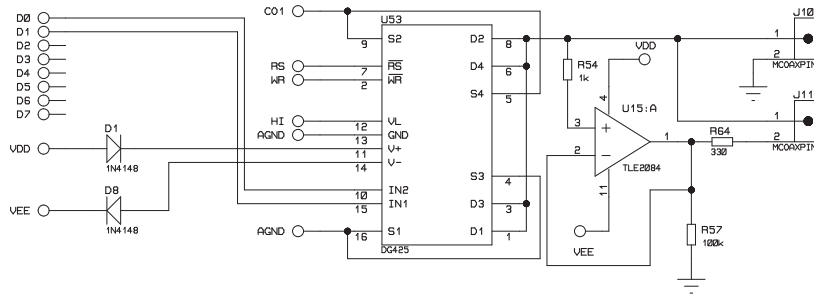 D0
D1
D2
D3
D4
D5
D6
D7
VDD
D1
1N4148
VEE
D8
1N4148
CO1
RS
WR
HI
AGND
AGND
U53
S2
9
RS
7
WR
2
VL
12
GND
13
V+
11
V-
14
IN2
10
IN1
15
S1
16
DG425
D2
8
D4
6
S4
5
S3
4
D3
3
D1
1
R54
1k
VDD
4
U15:A
3
+
2
−
1
TLE2084
11
VEE
R64
330
R57
100k
J10
1
2
MCOAXPIN
J11
1
2
MCOAXPIN